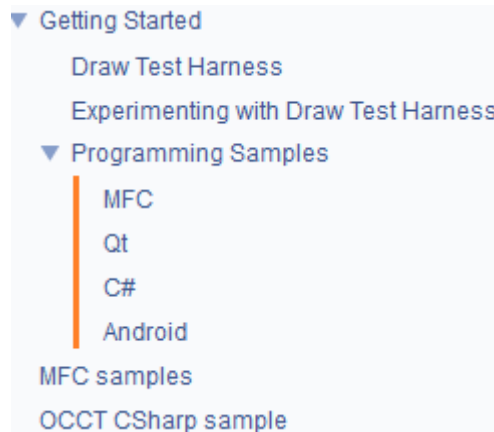 Getting Started
Draw Test Harness
Experimenting with Draw Test Harness
Programming Samples
MFC
Qt
C#
Android
MFC samples
OCCT CSharp sample